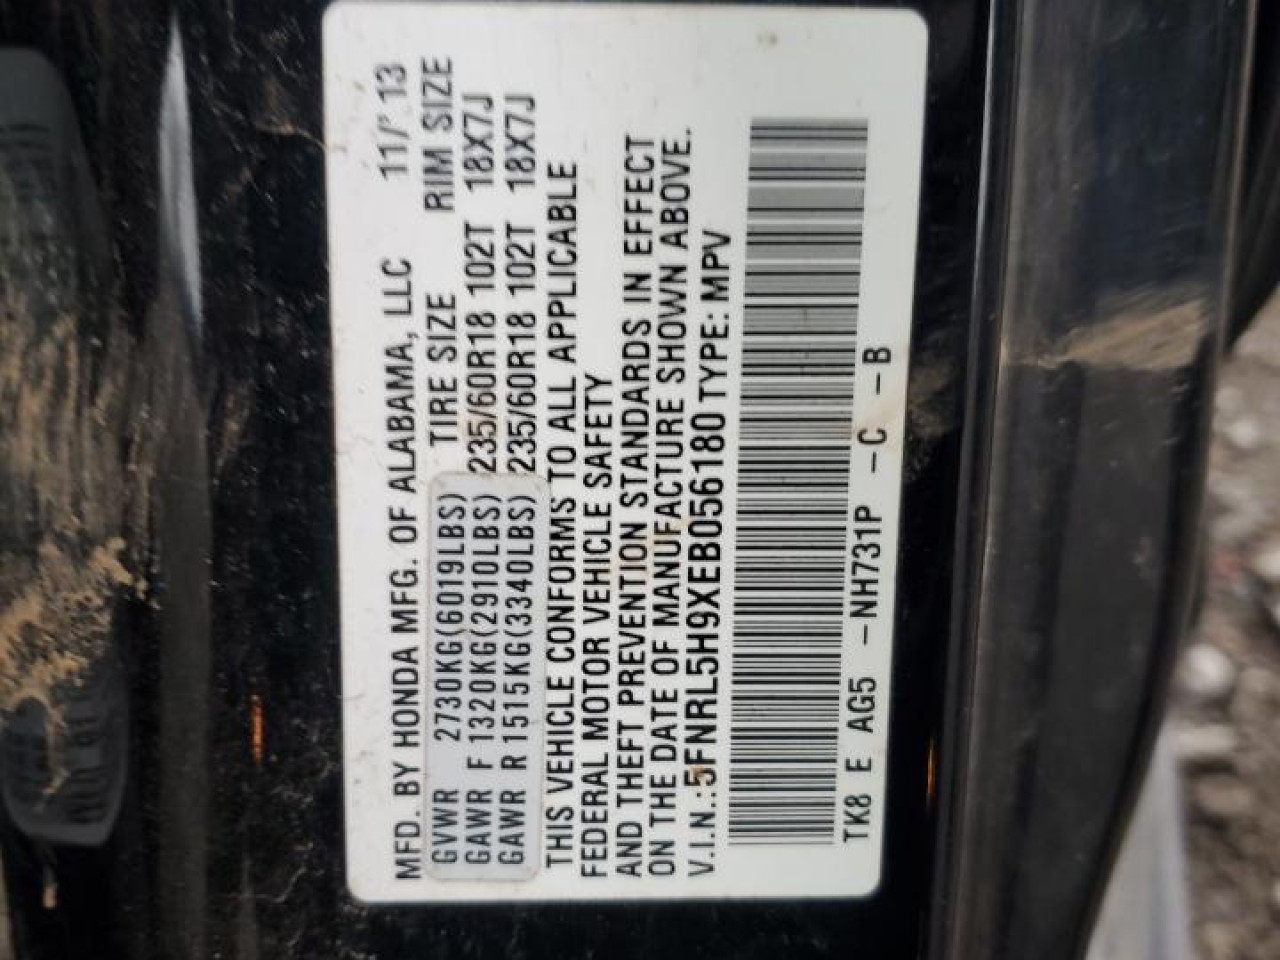 MFD. BY HONDA MFG. OF ALABAMA, LLC 11/'13
TIRE SIZE RIM SIZE
GVWR 2730KG(6019LBS)
GAWR F 1320KG(2910LBS) 235/60R18 102T 18X7J
GAWR R 1515KG(3340LBS) 235/60R18 102T 18X7J
THIS VEHICLE CONFORMS TO ALL APPLICABLE
FEDERAL MOTOR VEHICLE SAFETY
AND THEFT PREVENTION STANDARDS IN EFFECT
ON THE DATE OF MANUFACTURE SHOWN ABOVE.
V.I.N.:5FNRL5H9XEB056180 TYPE: MPV
TK8 E AG5 -NH731P -C -B